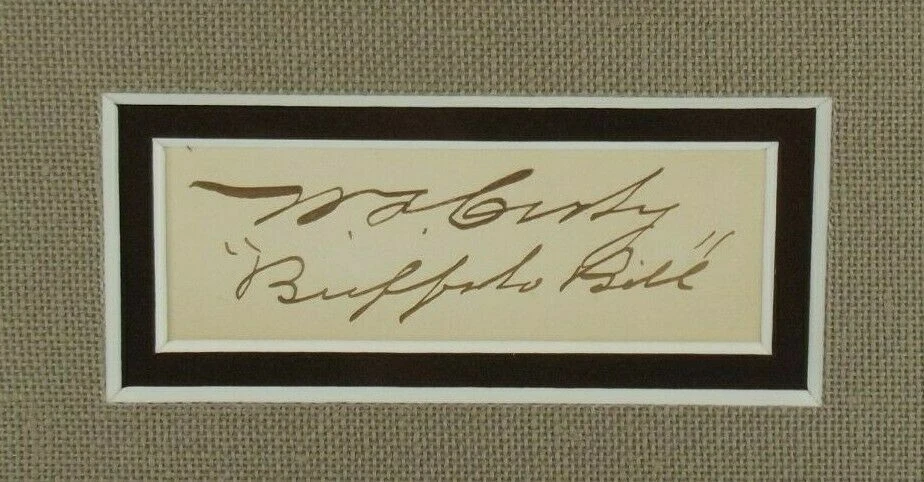 W. F. Cody
"Buffalo Bill"